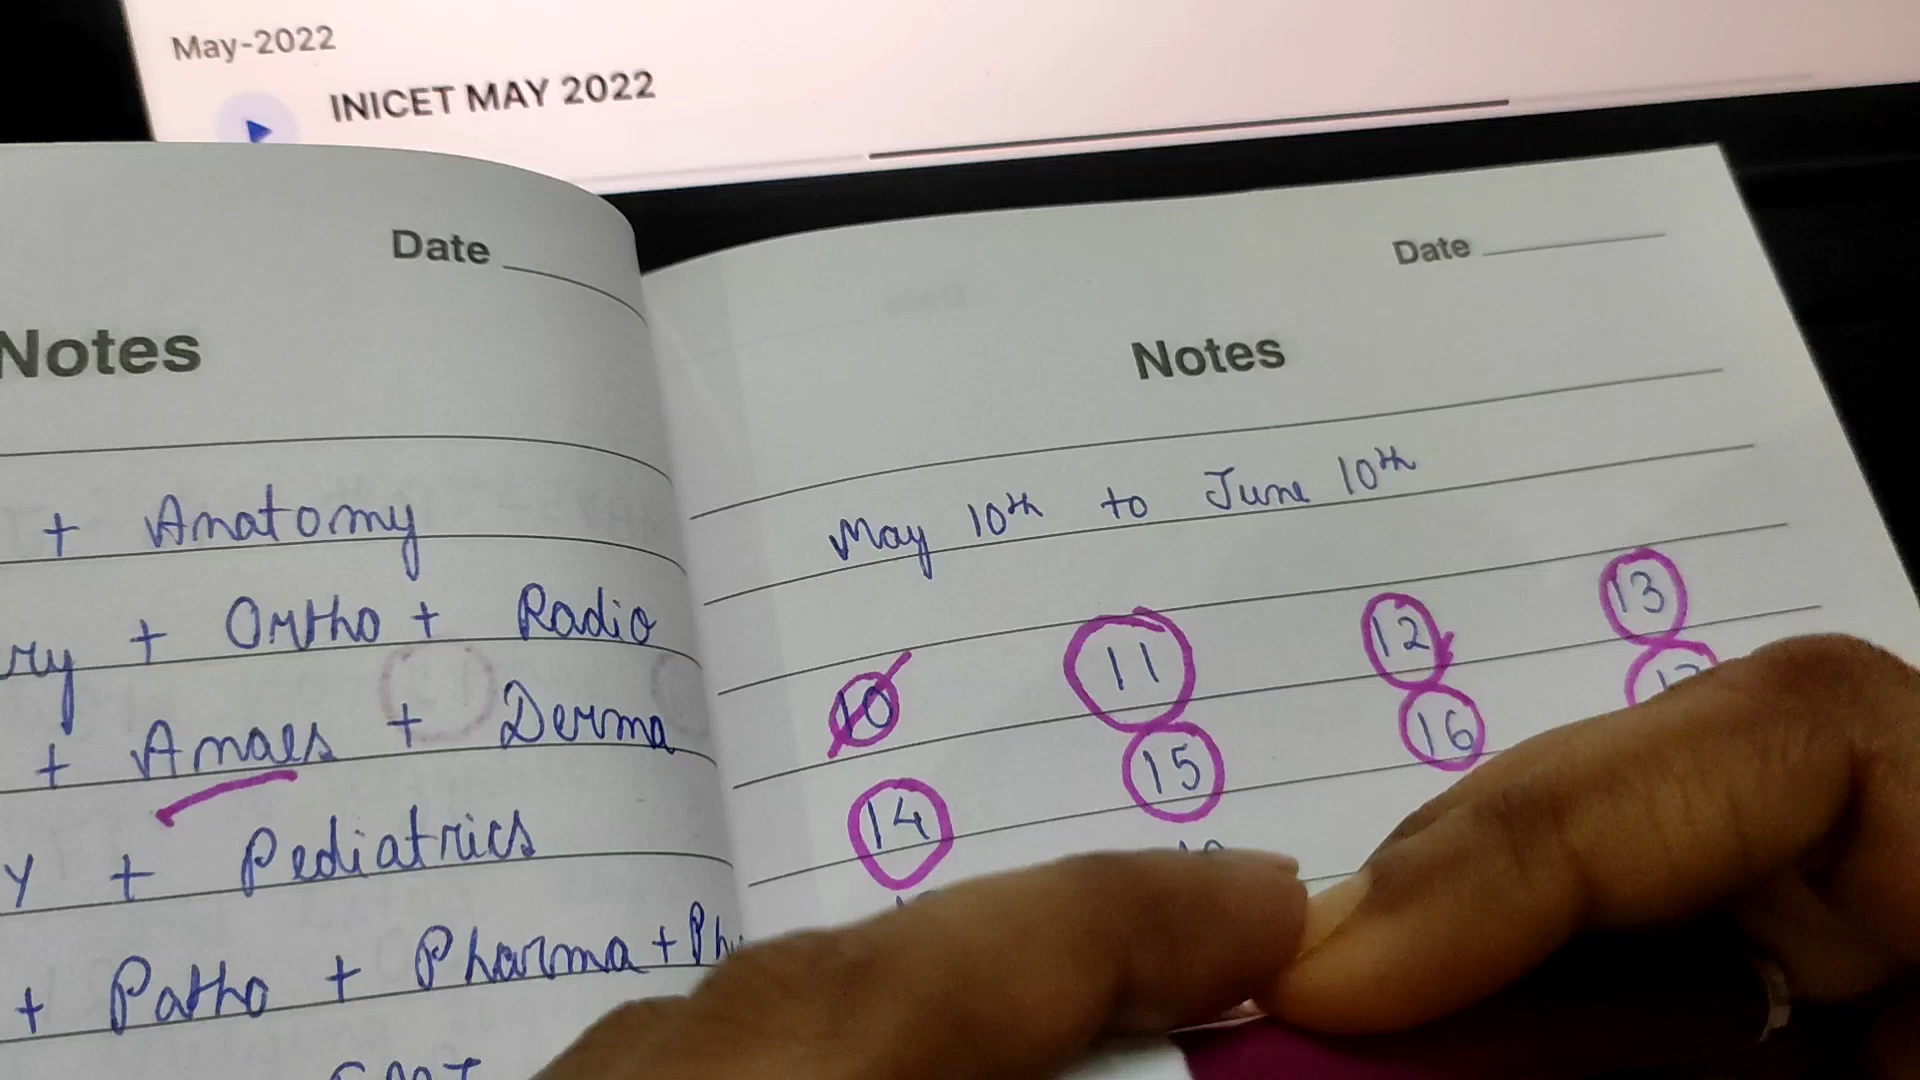 May-2022
INICET MAY 2022
Date
Notes
+ Anatomy
+ Ortho + Radio
+ Anaes + Derma
+ Pediatrics
+ Patho + Pharma +
Date
Notes
May 10th to June 10th
10 11 12 13
14 15 16